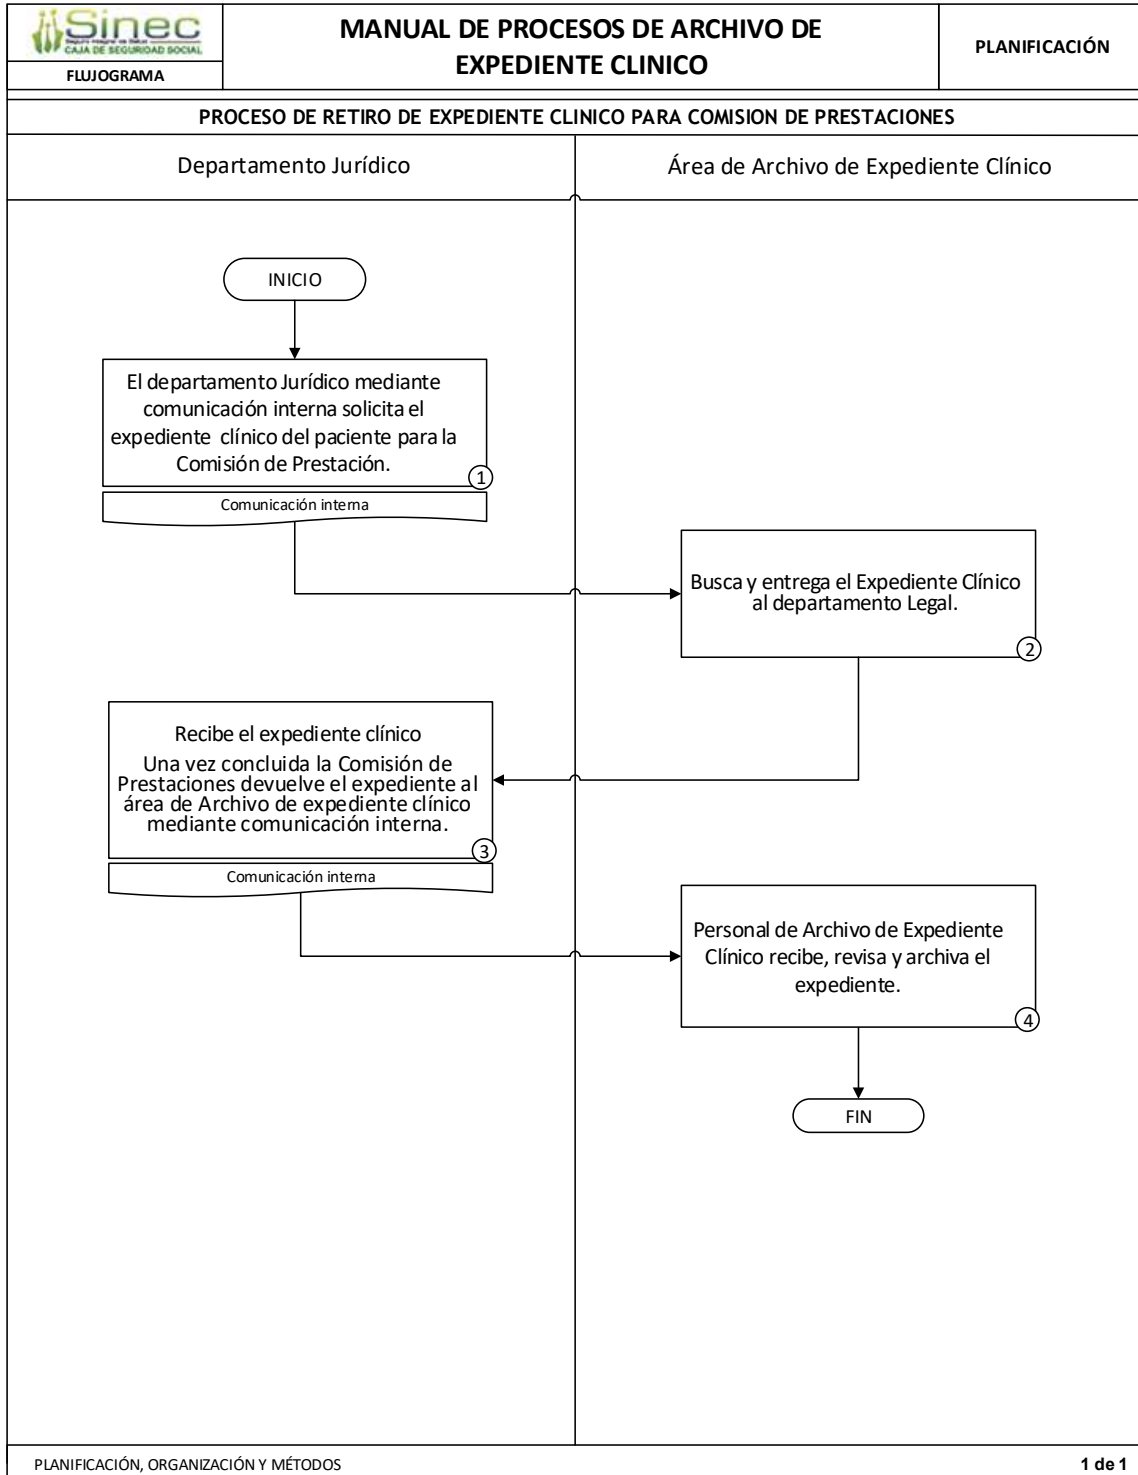 Sinec
CAJA DE SEGURIDAD SOCIAL
FLUJOGRAMA
MANUAL DE PROCESOS DE ARCHIVO DE
EXPEDIENTE CLINICO
PLANIFICACIÓN
PROCESO DE RETIRO DE EXPEDIENTE CLINICO PARA COMISION DE PRESTACIONES
Departamento Jurídico
Área de Archivo de Expediente Clínico
INICIO
El departamento Jurídico mediante
comunicación interna solicita el
expediente clínico del paciente para la
Comisión de Prestación.
1
Comunicación interna
Busca y entrega el Expediente Clínico
al departamento Legal.
2
Recibe el expediente clínico
Una vez concluida la Comisión de
Prestaciones devuelve el expediente al
área de Archivo de expediente clínico
mediante comunicación interna.
3
Comunicación interna
Personal de Archivo de Expediente
Clínico recibe, revisa y archiva el
expediente.
4
FIN
PLANIFICACIÓN, ORGANIZACIÓN Y MÉTODOS
1 de 1